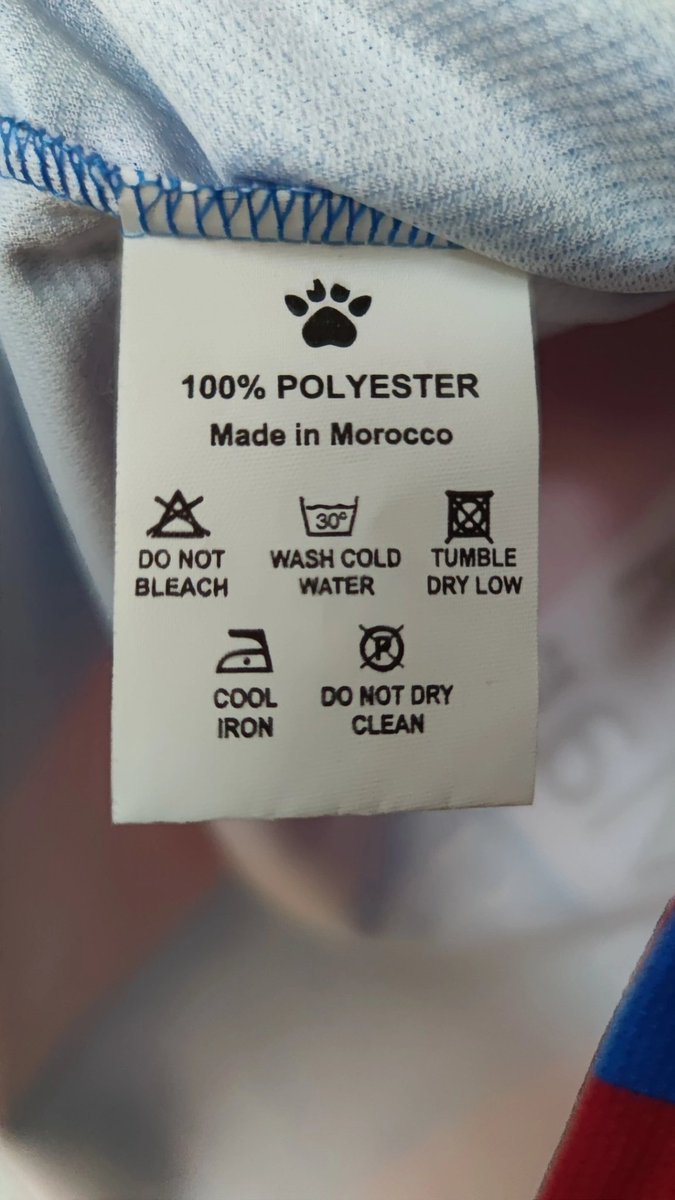 100% POLYESTER
Made in Morocco
30°
DO NOT
BLEACH
WASH COLD
WATER
TUMBLE
DRY LOW
P
COOL
IRON
DO NOT DRY
CLEAN